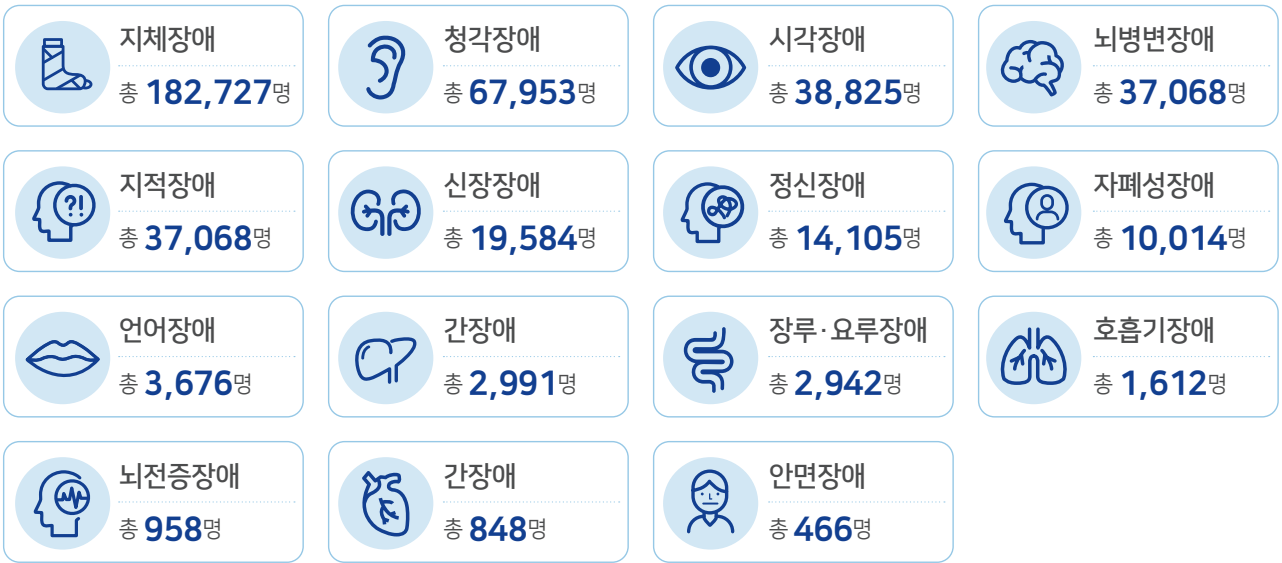 지체장애
총 182,727명
청각장애
총 67,953명
시각장애
총 38,825명
뇌병변장애
총 37,068명
지적장애
총 37,068명
?!
신장장애
총 19,584명
정신장애
총 14,105명
자폐성장애
총 10,014명
언어장애
총 3,676명
간장애
총 2,991명
장루·요루장애
총 2,942명
호흡기장애
총 1,612명
뇌전증장애
총 958명
간장애
총 848명
안면장애
총 466명